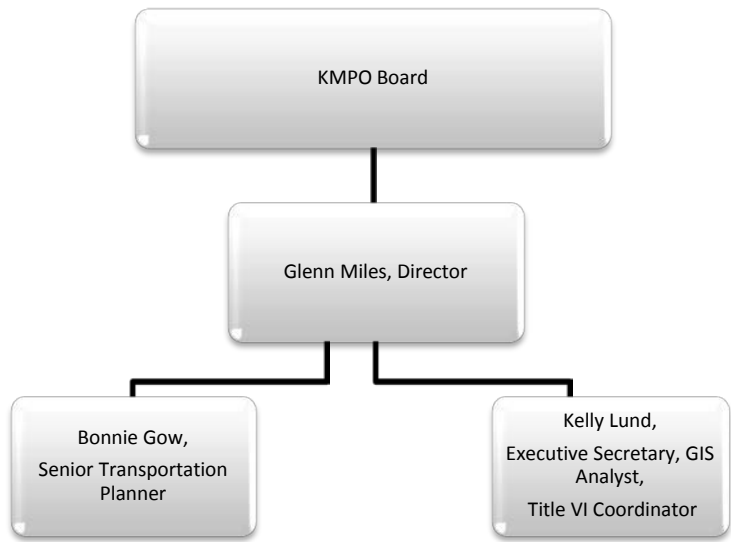 KMPO Board
Glenn Miles, Director
Bonnie Gow,
Senior Transportation
Planner
Kelly Lund,
Executive Secretary, GIS
Analyst,
Title VI Coordinator